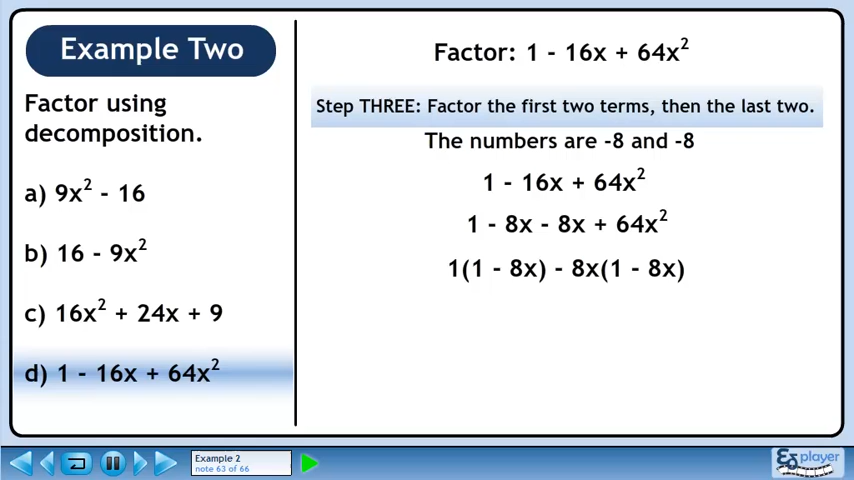 Example Two
Factor using
decomposition.
a) 9x² - 16
b) 16 - 9x²
c) 16x² + 24x + 9
d) 1 - 16x + 64x²
Factor: 1 - 16x + 64x²
Step THREE: Factor the first two terms, then the last two.
The numbers are -8 and -8
1 - 16x + 64x²
1 - 8x - 8x + 64x²
1(1 - 8x) - 8x(1 - 8x)
Example 2
note 63 of 66
player